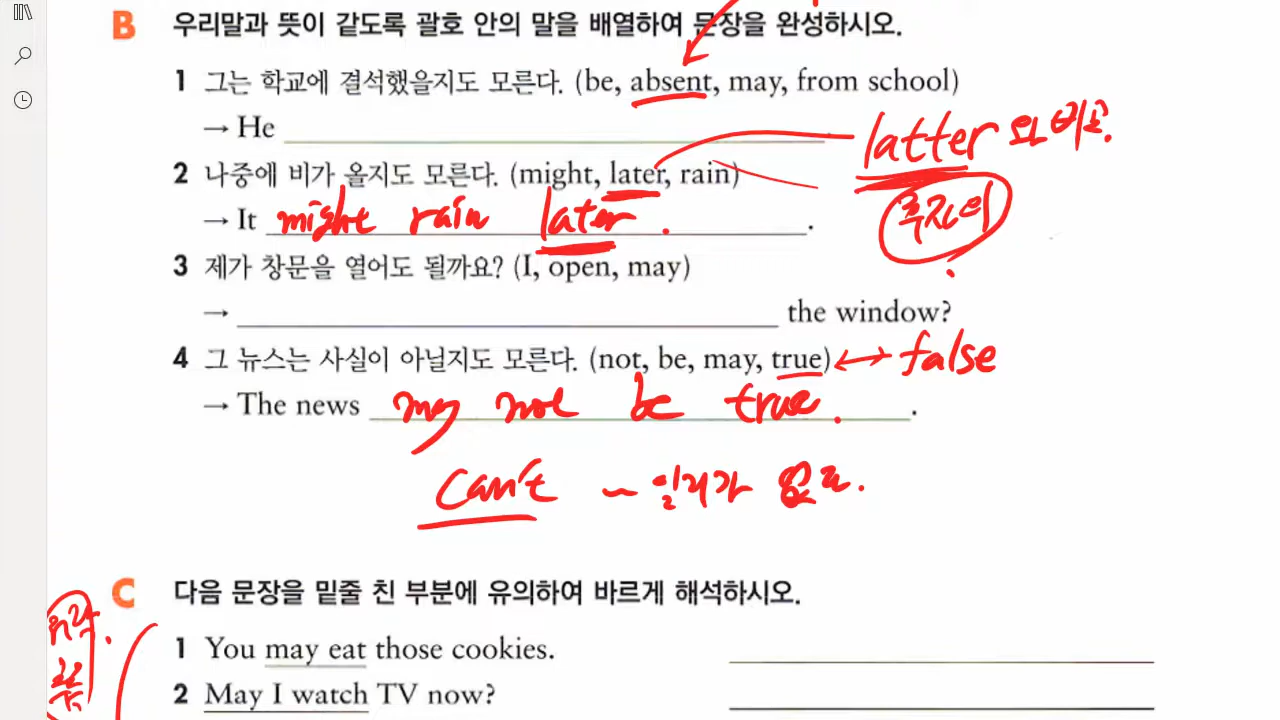 B 우리말과 뜻이 같도록 괄호 안의 말을 배열하여 문장을 완성하시오.
1 그는 학교에 결석했을지도 모른다. (be, absent, may, from school)
→ He
latter와 비교.
2 나중에 비가 올지도 모른다. (might, later, rain)
후자의
→ It might rain later. .
3 제가 창문을 열어도 될까요? (I, open, may)
→ the window?
4 그 뉴스는 사실이 아닐지도 모른다. (not, be, may, true) ↔ false
→ The news may not be true. .
can't ~일리가 없다.
C 다음 문장을 밑줄 친 부분에 유의하여 바르게 해석하시오.
1 You may eat those cookies.
2 May I watch TV now?